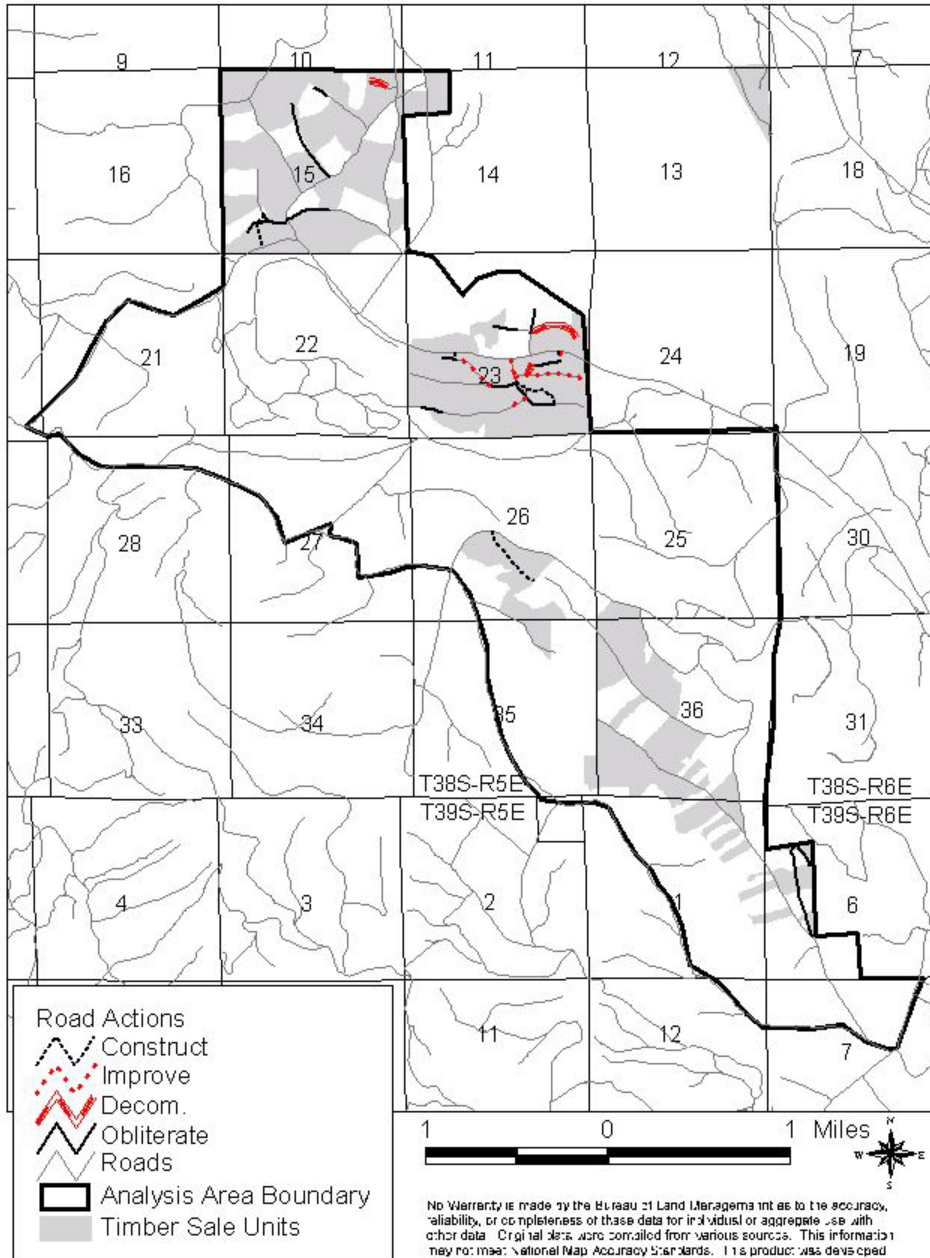 9 10 11 12 7
16 15 14 13 18
21 22 23 24 19
28 27 26 25 30
33 34 35 36 31
T38S-R5E T38S-R6E
T39S-R5E T39S-R6E
4 3 2 1 6
11 12 7
Road Actions
Construct
Improve
Decom.
Obliterate
Roads
Analysis Area Boundary
Timber Sale Units
1 0 1 Miles
N
W E
S
No Warranty is made by the Bureau of Land Management as to the accuracy,
reliability, or completeness of these data for individual or aggregate use with
other data. Original data were compiled from various sources. This information
may not meet National Map Accuracy Standards. This product was developed